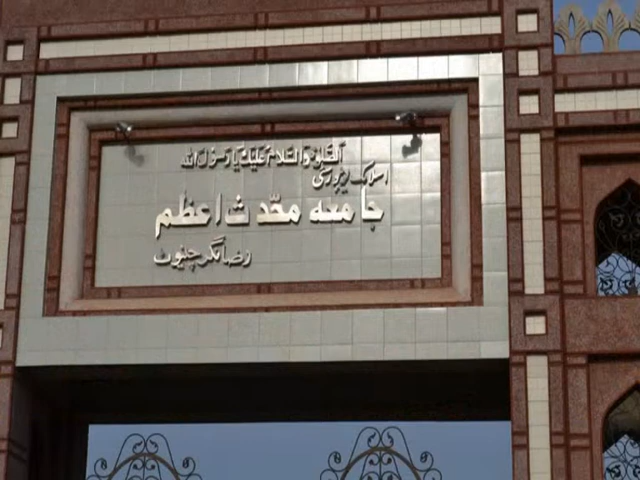 الصلوٰۃ والسلام علیک یا رسول اللہ
اسلامک یونیورسٹی
جامعہ محدث اعظم
رضا نگر چنیوٹ